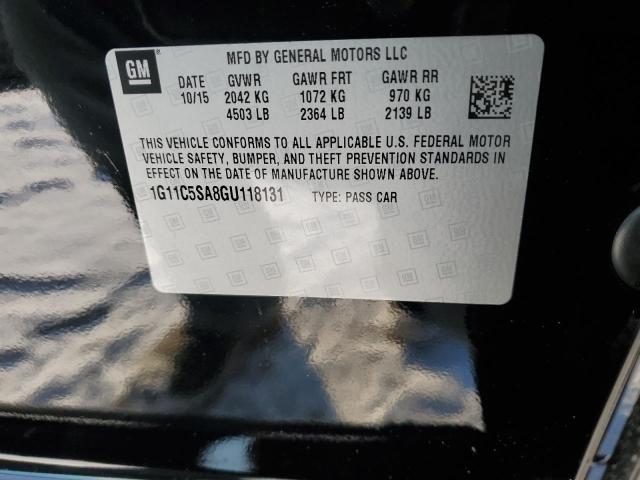 GM
MFD BY GENERAL MOTORS LLC
DATE GVWR GAWR FRT GAWR RR
10/15 2042 KG 1072 KG 970 KG
4503 LB 2364 LB 2139 LB
THIS VEHICLE CONFORMS TO ALL APPLICABLE U.S. FEDERAL MOTOR
VEHICLE SAFETY, BUMPER, AND THEFT PREVENTION STANDARDS IN
EFFECT ON THE DATE OF MANUFACTURE SHOWN ABOVE.
1G11C5SA8GU118131 TYPE: PASS CAR